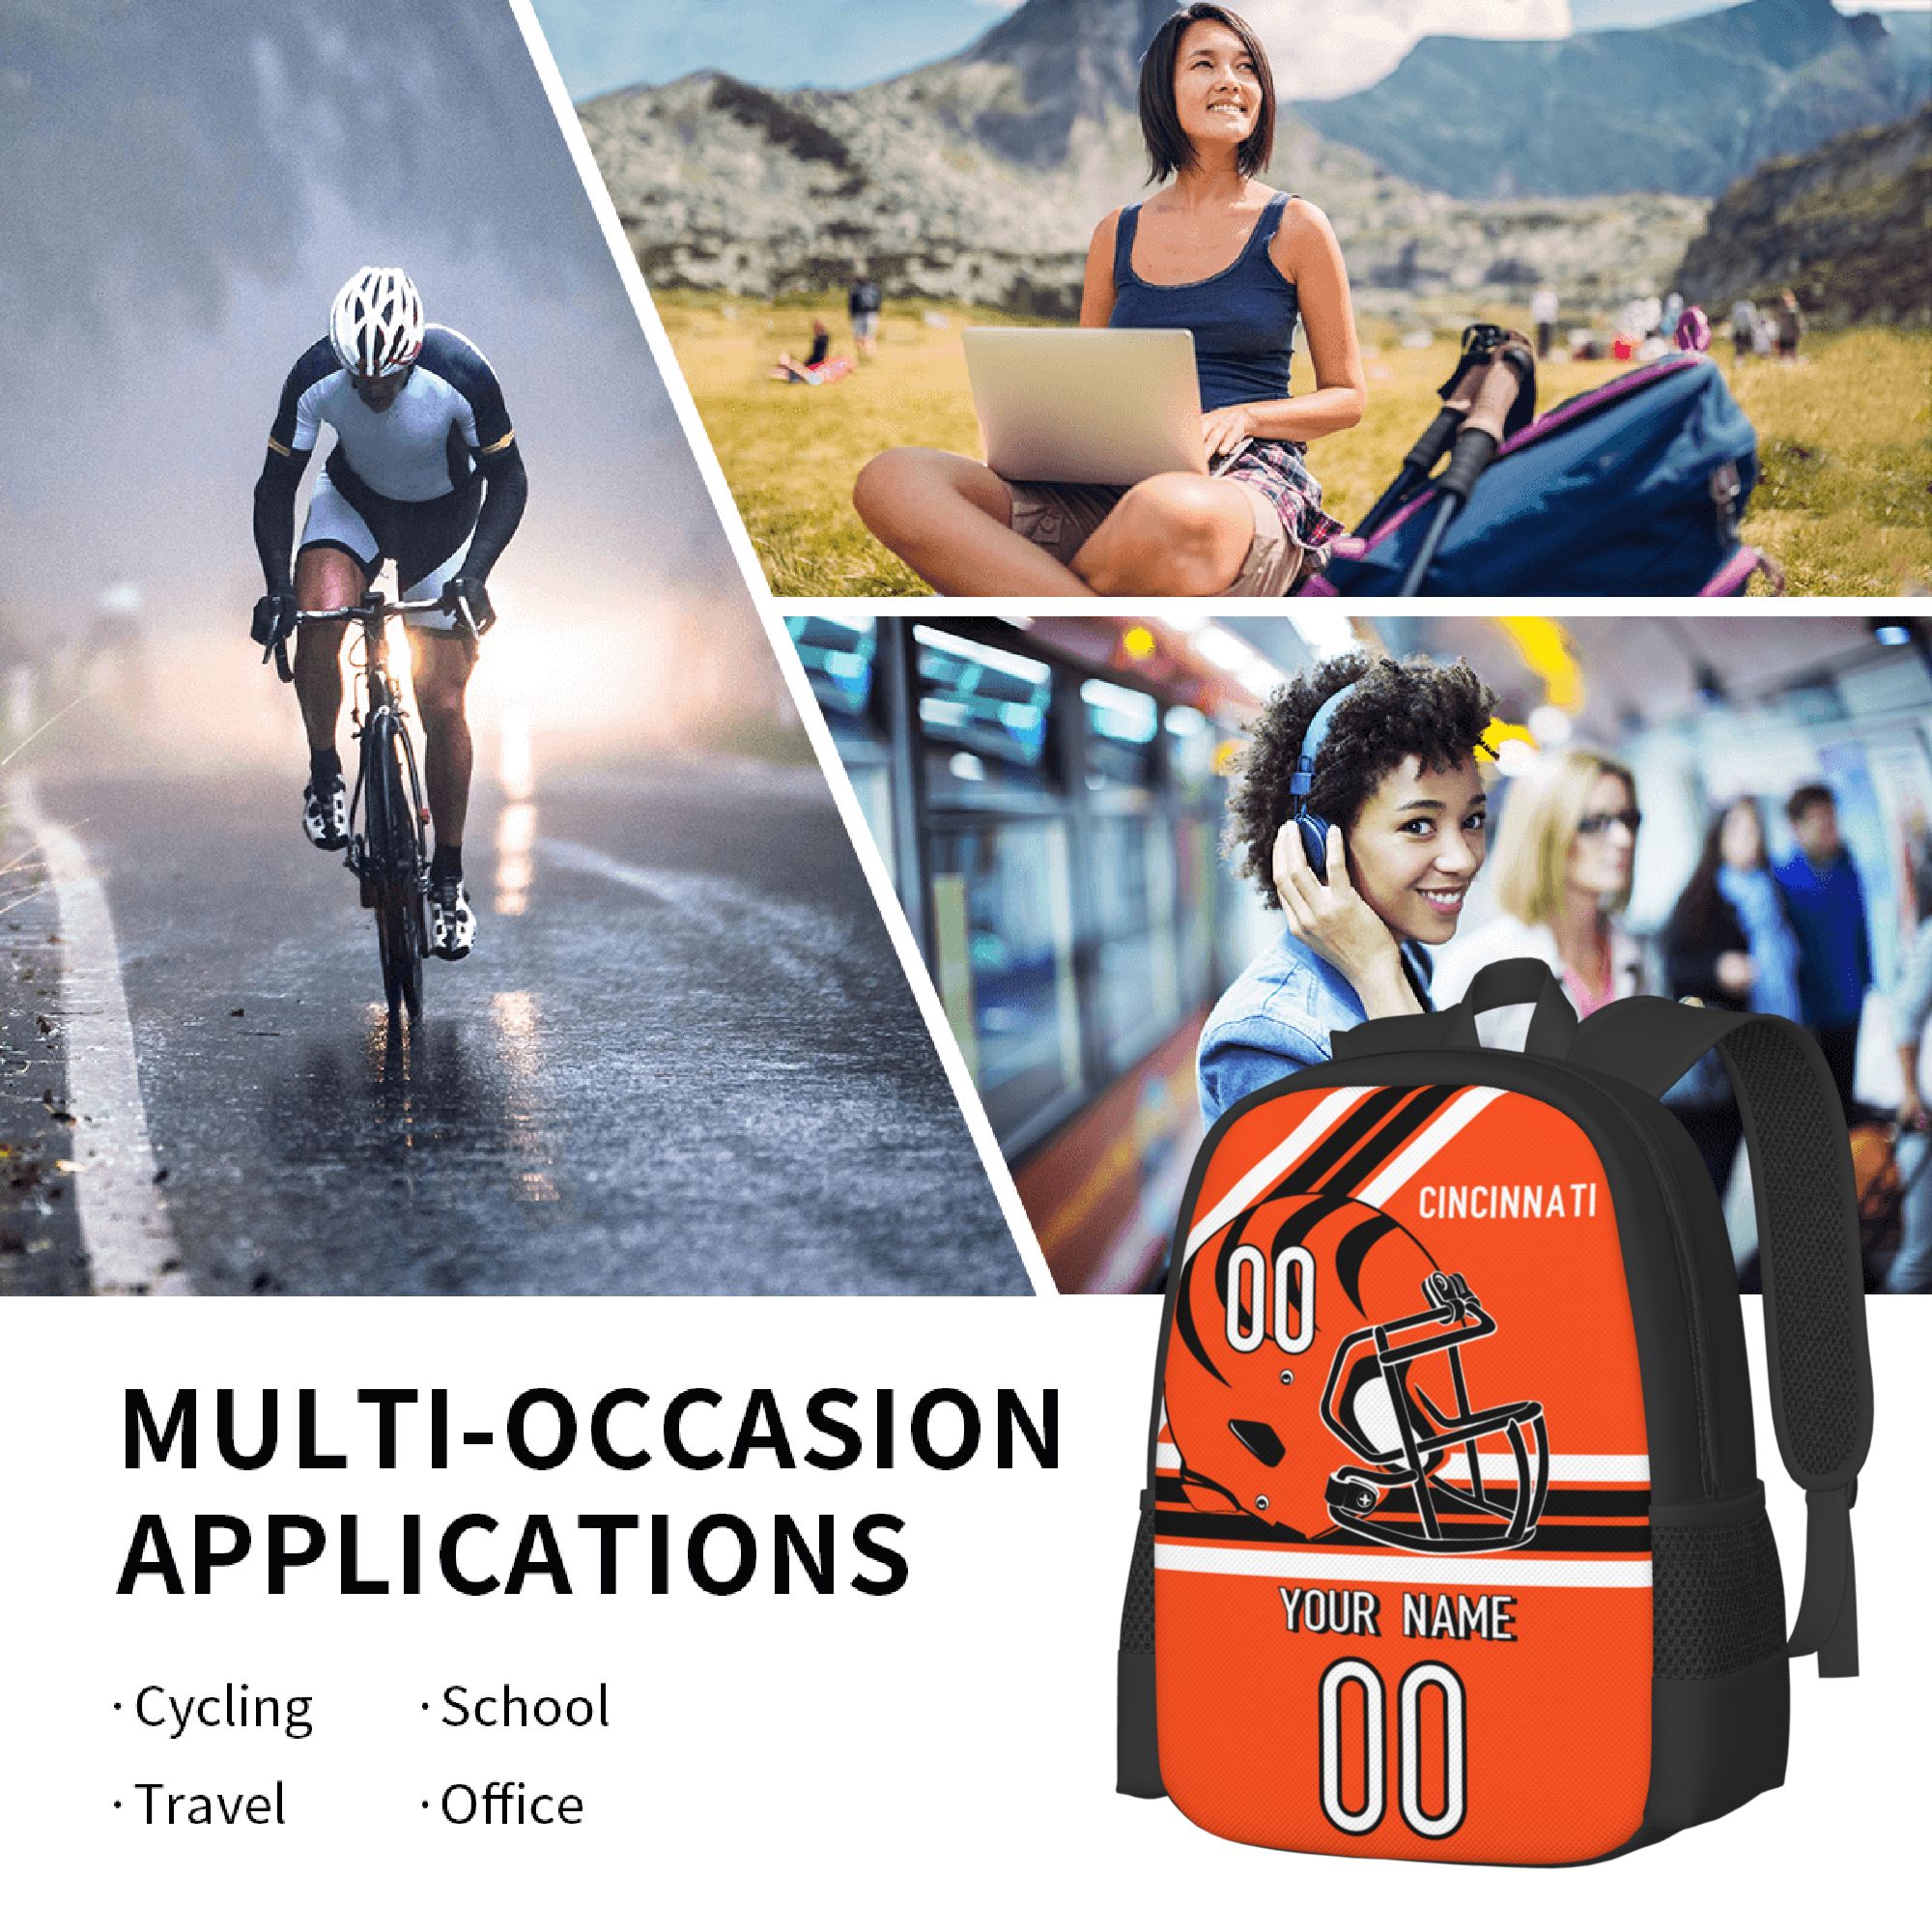 CINCINNATI
00
MULTI-OCCASION
APPLICATIONS
YOUR NAME
00
· Cycling
· School
· Travel
· Office